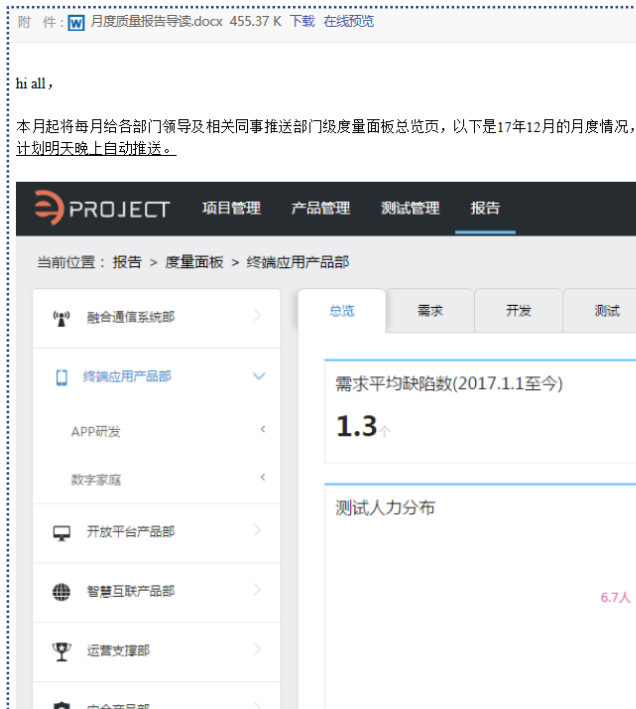 附 件: 月度质量报告导读.docx 455.37 K 下载 在线预览
hi all，
本月起将每月给各部门领导及相关同事推送部门级度量面板总览页，以下是17年12月的月度情况，
计划明天晚上自动推送。
PROJECT 项目管理 产品管理 测试管理 报告
当前位置：报告 > 度量面板 > 终端应用产品部
融合通信系统部
终端应用产品部
APP研发
数字家庭
开放平台产品部
智慧互联产品部
运营支撑部
安全产品部
总览 需求 开发 测试
需求平均缺陷数(2017.1.1至今)
1.3个
测试人力分布
6.7人